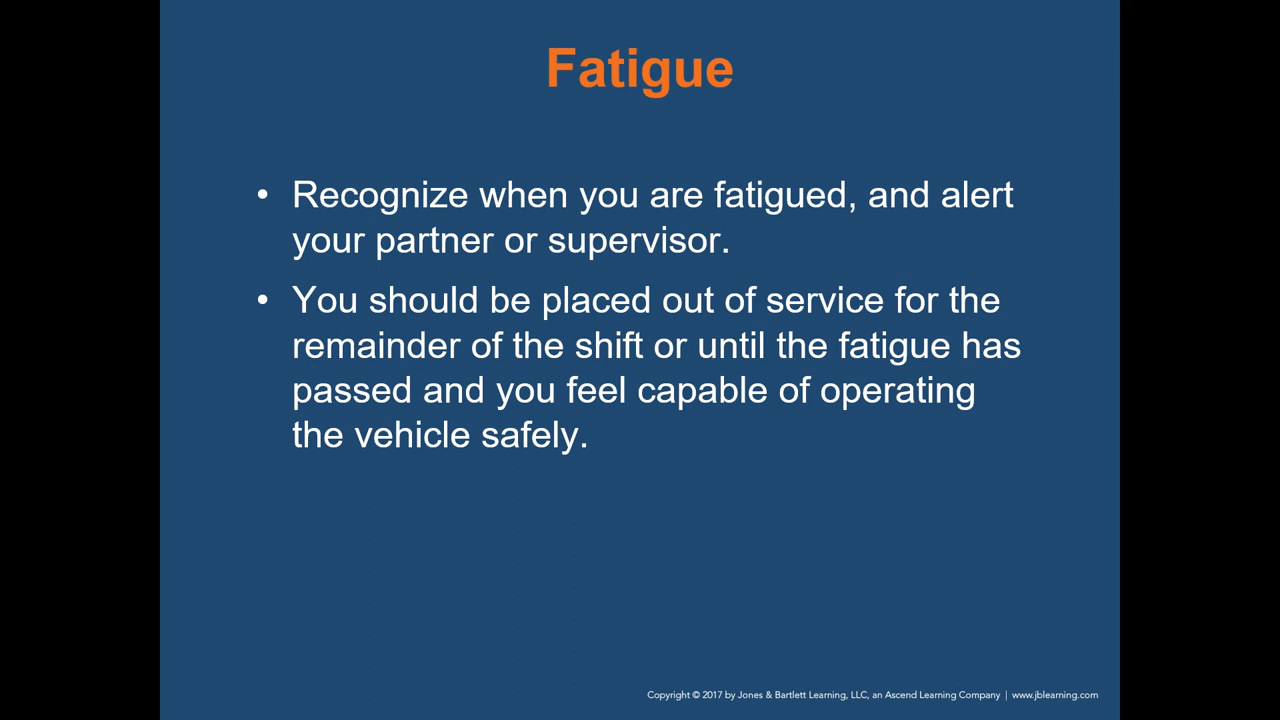 Fatigue
• Recognize when you are fatigued, and alert
your partner or supervisor.
• You should be placed out of service for the
remainder of the shift or until the fatigue has
passed and you feel capable of operating
the vehicle safely.
Copyright © 2017 by Jones & Bartlett Learning, LLC, an Ascend Learning Company | www.jblearning.com